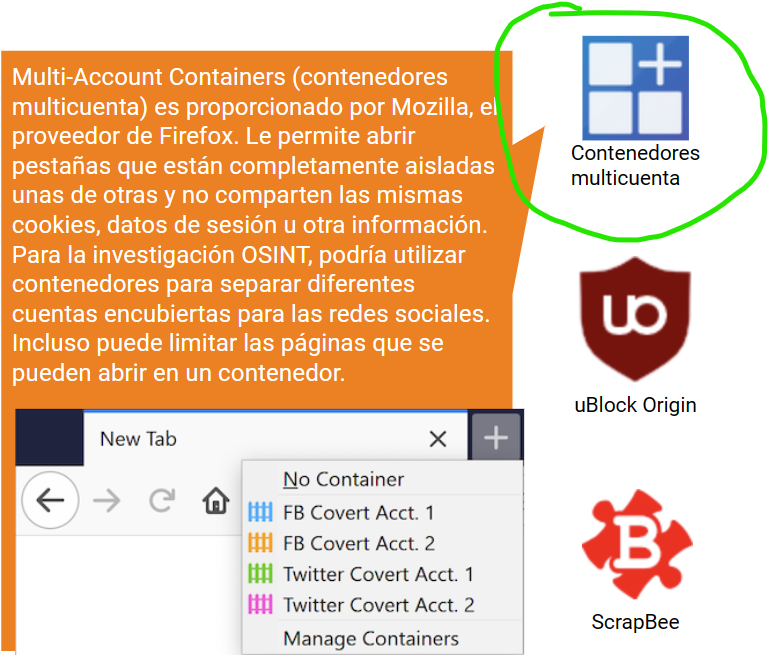 Multi-Account Containers (contenedores
multicuenta) es proporcionado por Mozilla, el
proveedor de Firefox. Le permite abrir
pestañas que están completamente aisladas
unas de otras y no comparten las mismas
cookies, datos de sesión u otra información.
Para la investigación OSINT, podría utilizar
contenedores para separar diferentes
cuentas encubiertas para las redes sociales.
Incluso puede limitar las páginas que se
pueden abrir en un contenedor.
New Tab
No Container
FB Covert Acct. 1
FB Covert Acct. 2
Twitter Covert Acct. 1
Twitter Covert Acct. 2
Manage Containers
Contenedores
multicuenta
uO
uBlock Origin
B
ScrapBee